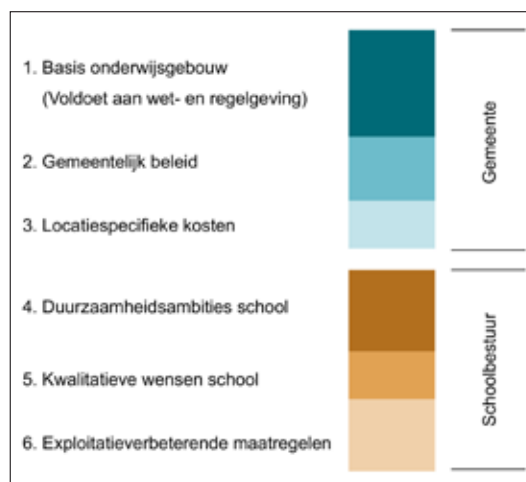 1. Basis onderwijsgebouw
(Voldoet aan wet- en regelgeving)
2. Gemeentelijk beleid
3. Locatiespecifieke kosten
Gemeente
4. Duurzaamheidsambities school
5. Kwalitatieve wensen school
6. Exploitatieverbeterende maatregelen
Schoolbestuur